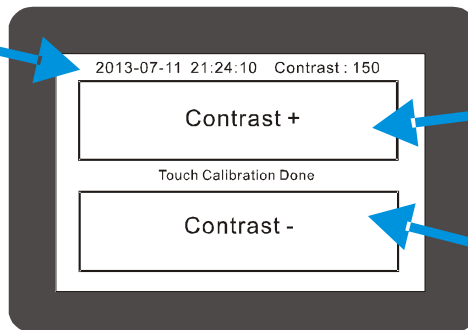 2013-07-11 21:24:10 Contrast : 150
Contrast +
Touch Calibration Done
Contrast -